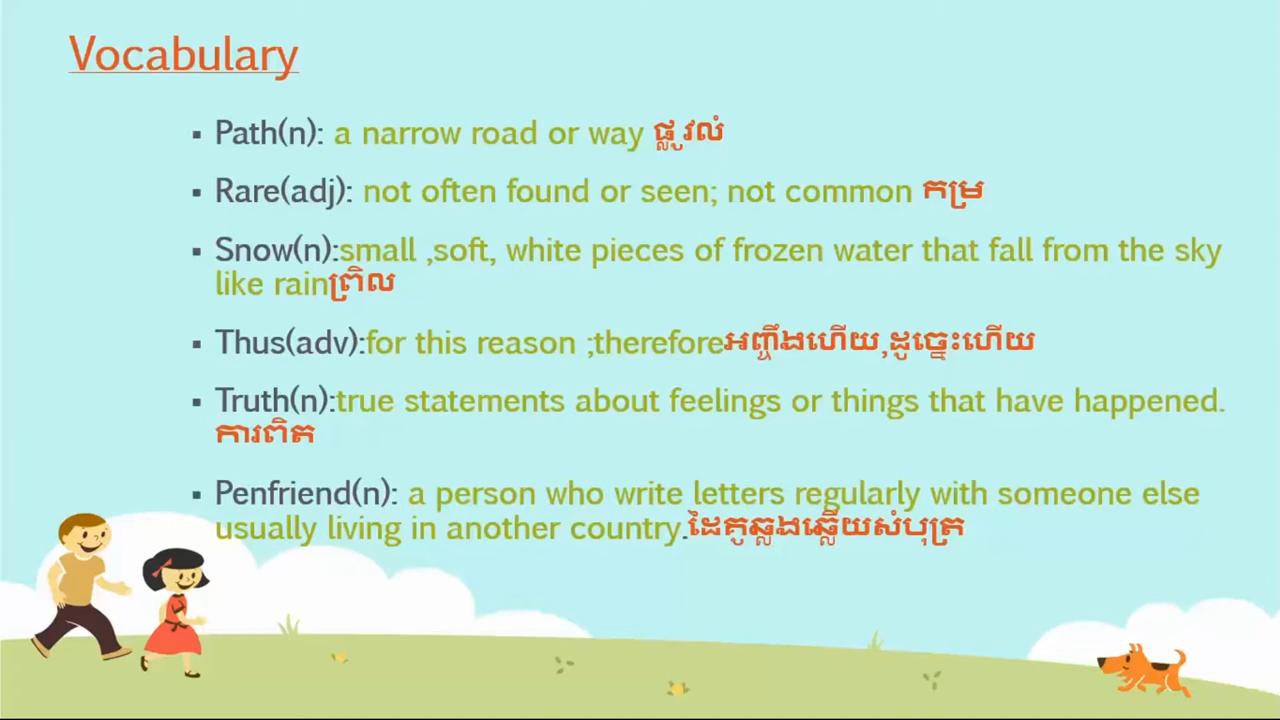 Vocabulary
▪ Path(n): a narrow road or way ផ្លូវលំ
▪ Rare(adj): not often found or seen; not common កម្រ
▪ Snow(n):small ,soft, white pieces of frozen water that fall from the sky
like rainព្រិល
▪ Thus(adv):for this reason ;thereforeអញ្ចឹងហើយ,ដូច្នេះហើយ
▪ Truth(n):true statements about feelings or things that have happened.
ការពិត
▪ Penfriend(n): a person who write letters regularly with someone else
usually living in another country.ដៃគូឆ្លងឆ្លើយសំបុត្រ